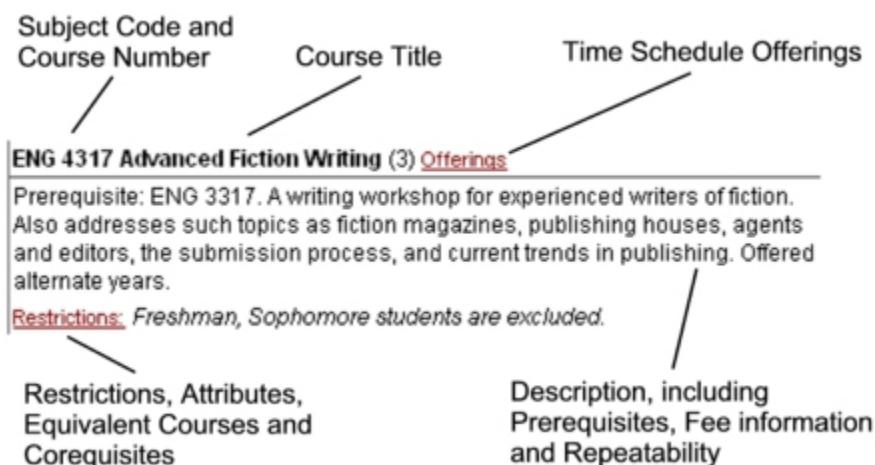 Subject Code and
Course Number
Course Title
Time Schedule Offerings
ENG 4317 Advanced Fiction Writing (3) Offerings
Prerequisite: ENG 3317. A writing workshop for experienced writers of fiction.
Also addresses such topics as fiction magazines, publishing houses, agents
and editors, the submission process, and current trends in publishing. Offered
alternate years.
Restrictions: Freshman, Sophomore students are excluded.
Restrictions, Attributes,
Equivalent Courses and
Corequisites
Description, including
Prerequisites, Fee information
and Repeatability